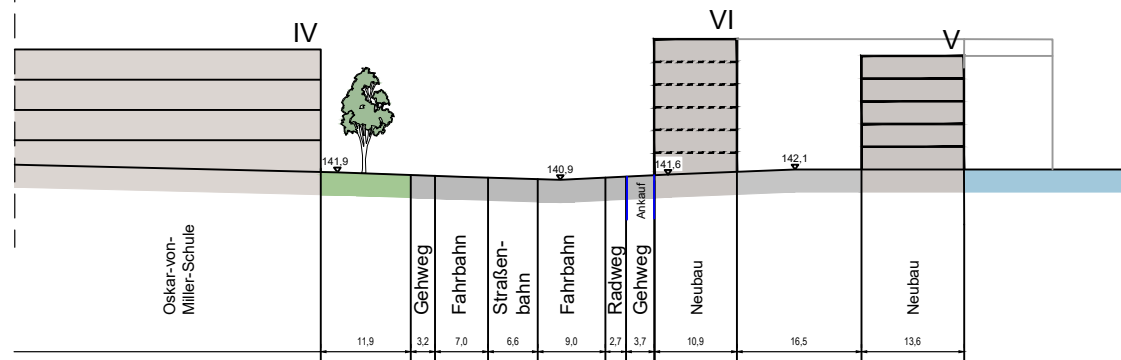 IV
VI
V
141,9
140,9
141,6
142,1
Ankauf
Oskar-von-
Miller-Schule
Gehweg
Fahrbahn
Straßen-
bahn
Fahrbahn
Radweg
Gehweg
Neubau
Neubau
11,9
3,2
7,0
6,6
9,0
2,7
3,7
10,9
16,5
13,6